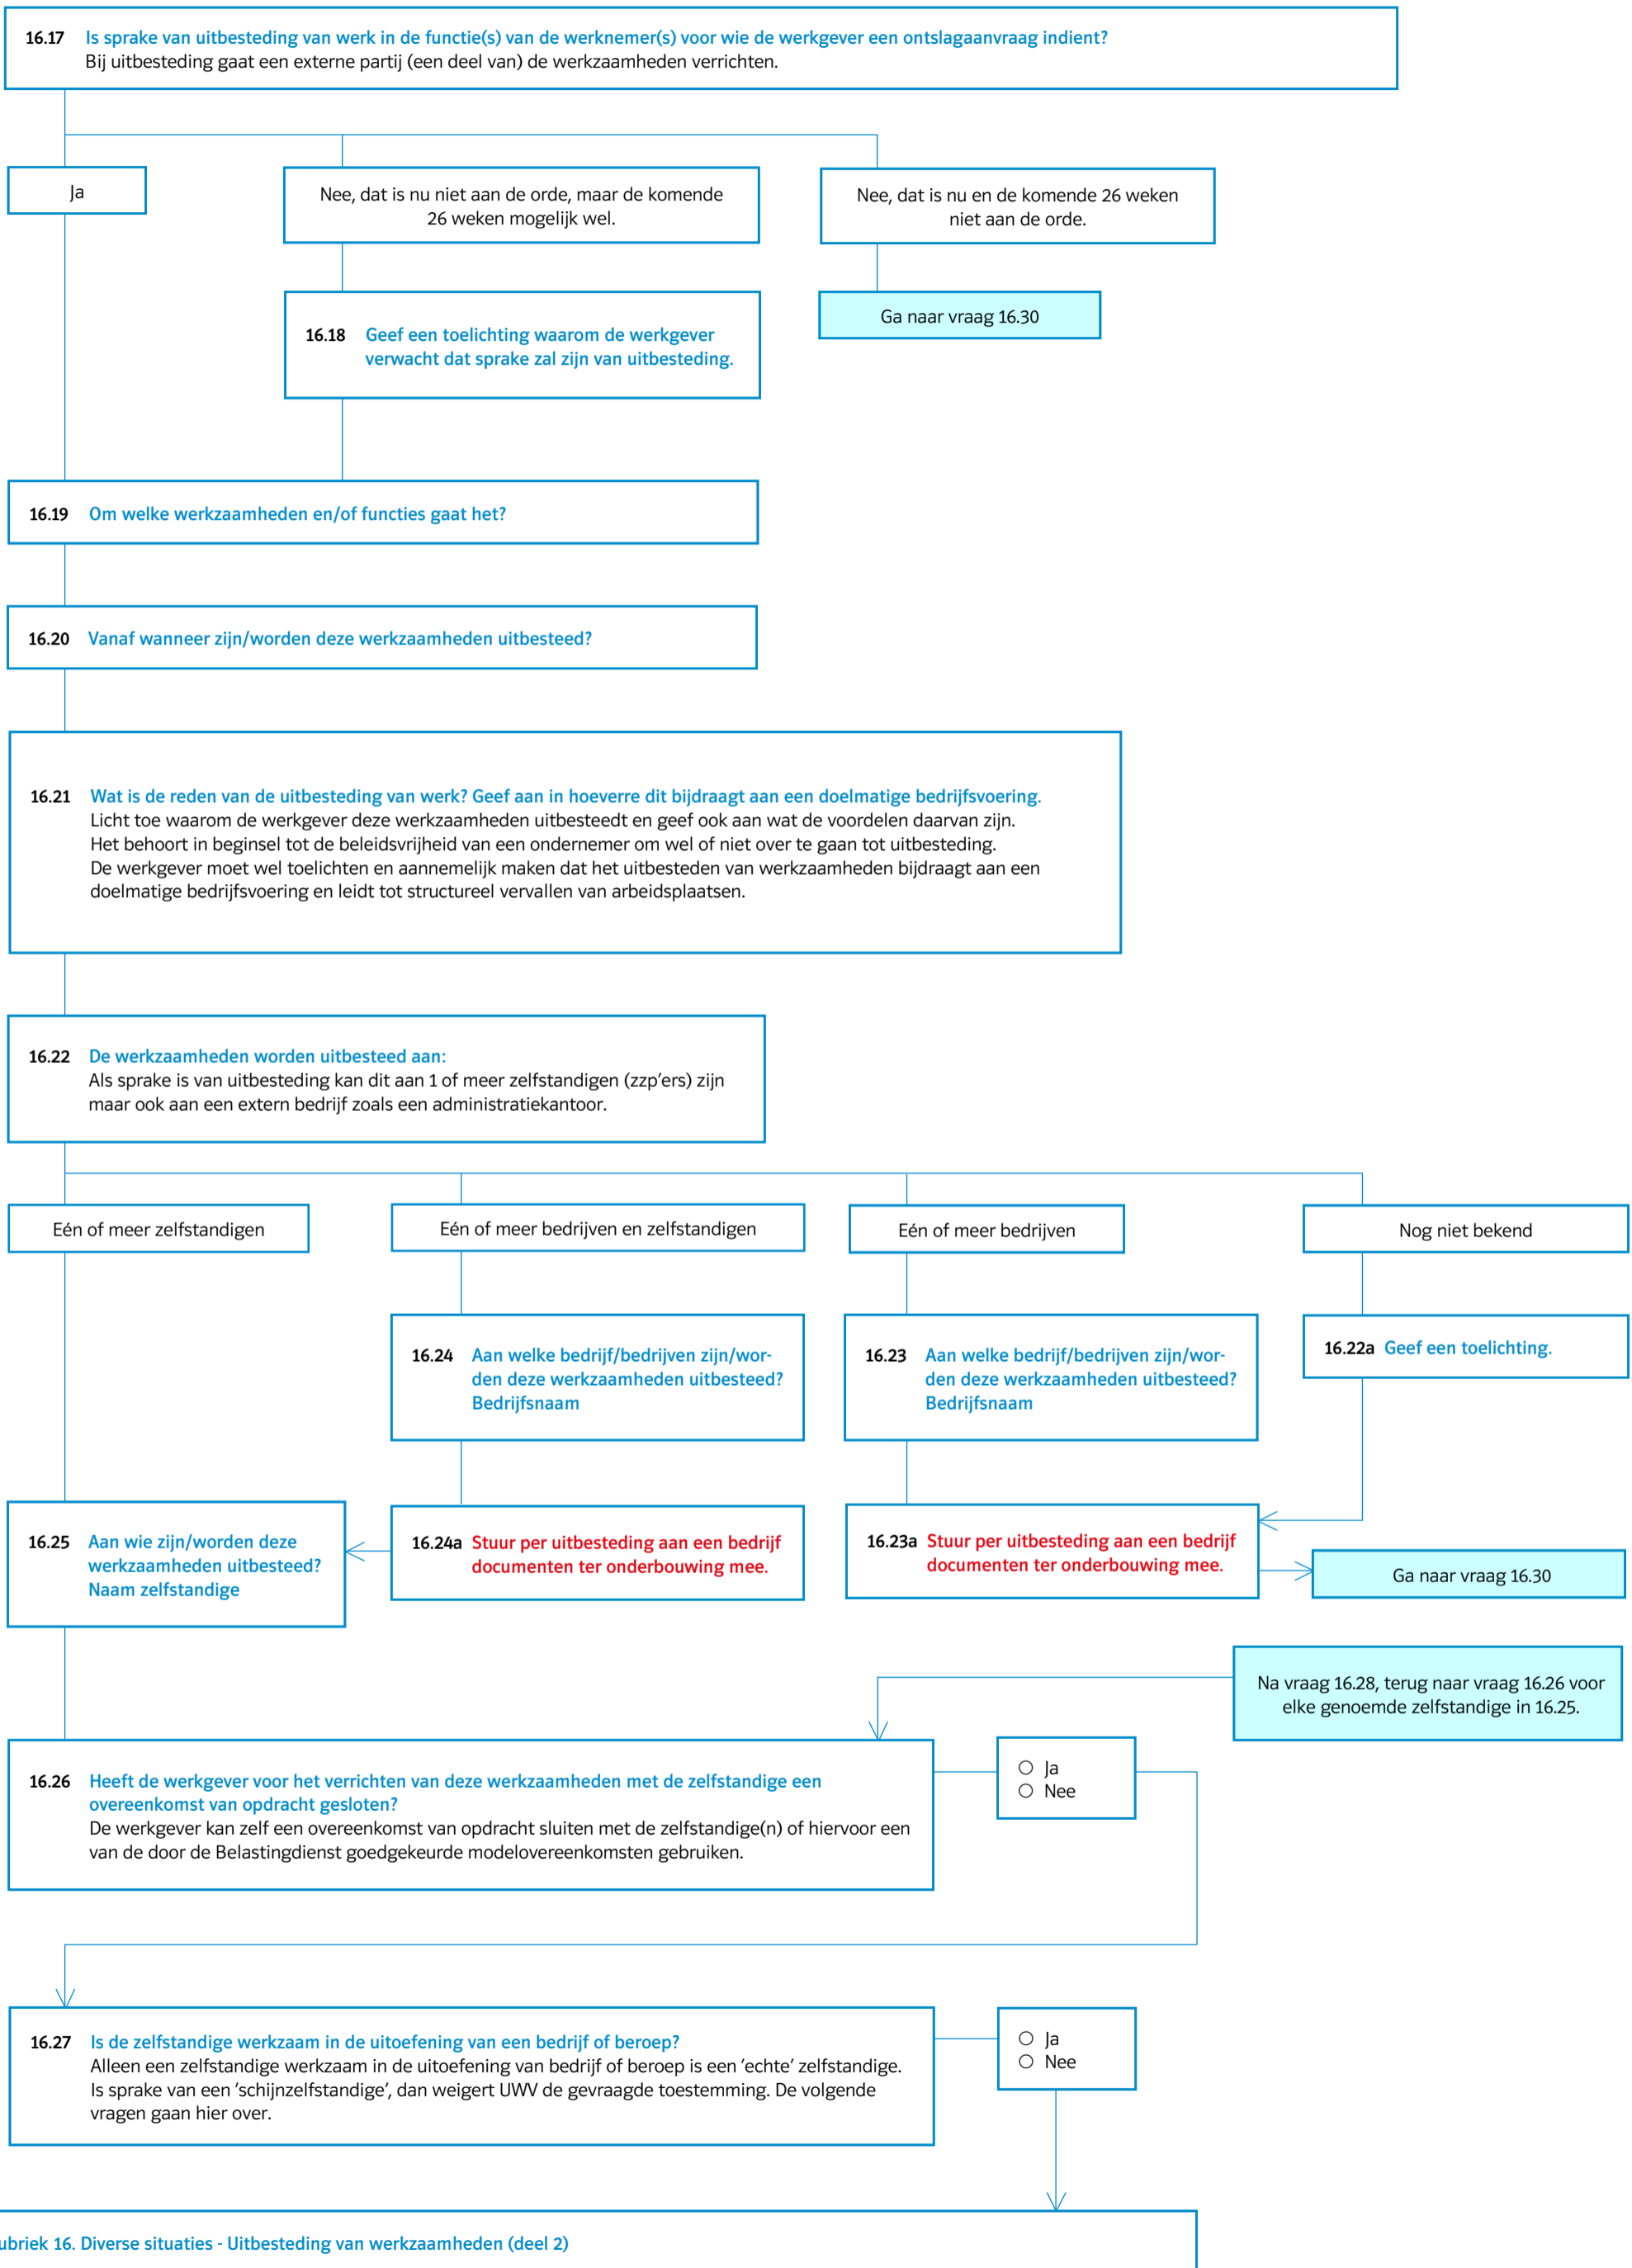 16.17 Is sprake van uitbesteding van werk in de functie(s) van de werknemer(s) voor wie de werkgever een ontslagaanvraag indient?
Bij uitbesteding gaat een externe partij (een deel van) de werkzaamheden verrichten.
Ja
Nee, dat is nu niet aan de orde, maar de komende
26 weken mogelijk wel.
Nee, dat is nu en de komende 26 weken
niet aan de orde.
16.18 Geef een toelichting waarom de werkgever
verwacht dat sprake zal zijn van uitbesteding.
Ga naar vraag 16.30
16.19 Om welke werkzaamheden en/of functies gaat het?
16.20 Vanaf wanneer zijn/worden deze werkzaamheden uitbesteed?
16.21 Wat is de reden van de uitbesteding van werk? Geef aan in hoeverre dit bijdraagt aan een doelmatige bedrijfsvoering.
Licht toe waarom de werkgever deze werkzaamheden uitbesteedt en geef ook aan wat de voordelen daarvan zijn.
Het behoort in beginsel tot de beleidsvrijheid van een ondernemer om wel of niet over te gaan tot uitbesteding.
De werkgever moet wel toelichten en aannemelijk maken dat het uitbesteden van werkzaamheden bijdraagt aan een
doelmatige bedrijfsvoering en leidt tot structureel vervallen van arbeidsplaatsen.
16.22 De werkzaamheden worden uitbesteed aan:
Als sprake is van uitbesteding kan dit aan 1 of meer zelfstandigen (zzp'ers) zijn
maar ook aan een extern bedrijf zoals een administratiekantoor.
Eén of meer zelfstandigen
Eén of meer bedrijven en zelfstandigen
Eén of meer bedrijven
Nog niet bekend
16.24 Aan welke bedrijf/bedrijven zijn/wor-
den deze werkzaamheden uitbesteed?
Bedrijfsnaam
16.23 Aan welke bedrijf/bedrijven zijn/wor-
den deze werkzaamheden uitbesteed?
Bedrijfsnaam
16.22a Geef een toelichting.
16.25 Aan wie zijn/worden deze
werkzaamheden uitbesteed?
Naam zelfstandige
16.24a Stuur per uitbesteding aan een bedrijf
documenten ter onderbouwing mee.
16.23a Stuur per uitbesteding aan een bedrijf
documenten ter onderbouwing mee.
Ga naar vraag 16.30
Na vraag 16.28, terug naar vraag 16.26 voor
elke genoemde zelfstandige in 16.25.
16.26 Heeft de werkgever voor het verrichten van deze werkzaamheden met de zelfstandige een
overeenkomst van opdracht gesloten?
De werkgever kan zelf een overeenkomst van opdracht sluiten met de zelfstandige(n) of hiervoor een
van de door de Belastingdienst goedgekeurde modelovereenkomsten gebruiken.
Ja
Nee
16.27 Is de zelfstandige werkzaam in de uitoefening van een bedrijf of beroep?
Alleen een zelfstandige werkzaam in de uitoefening van bedrijf of beroep is een 'echte' zelfstandige.
Is sprake van een 'schijnzelfstandige', dan weigert UWV de gevraagde toestemming. De volgende
vragen gaan hier over.
Ja
Nee
ubriek 16. Diverse situaties - Uitbesteding van werkzaamheden (deel 2)